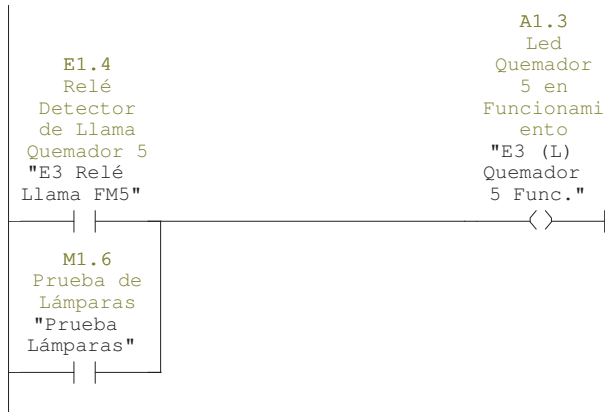 E1.4
Relé
Detector
de Llama
Quemador 5
"E3 Relé
Llama FM5"
A1.3
Led
Quemador
5 en
Funcionami
ento
"E3 (L)
Quemador
5 Func."
M1.6
Prueba de
Lámparas
"Prueba
Lámparas"